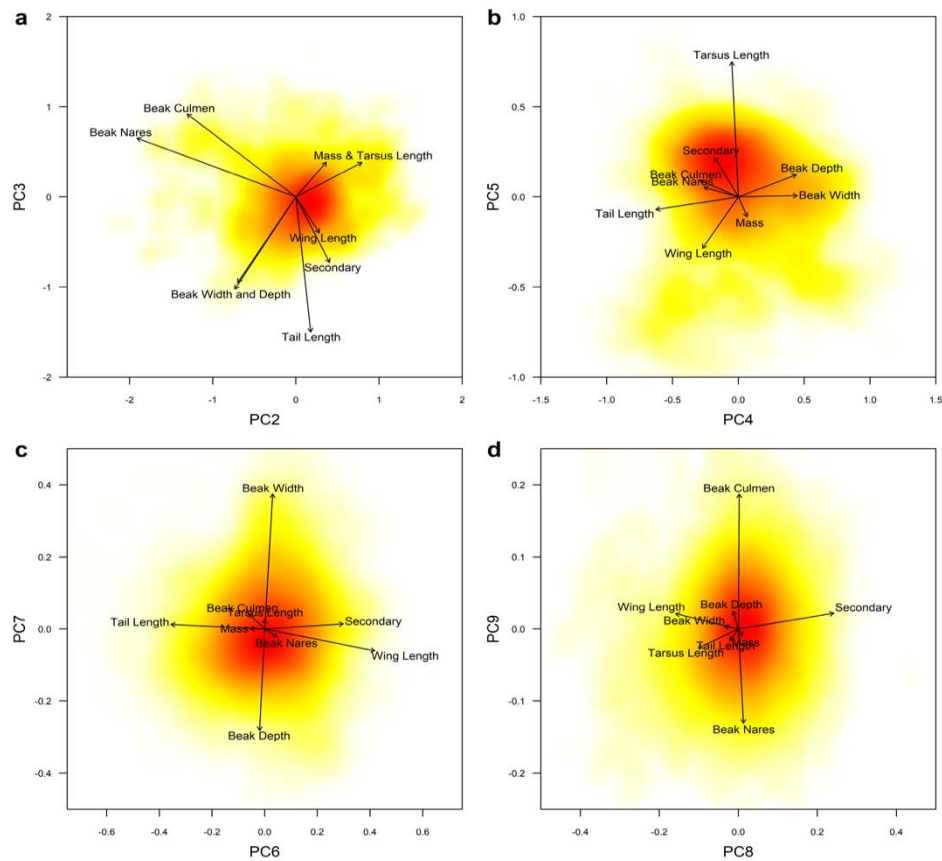 a
2
1
0
-1
-2
PC3
Beak Culmen
Beak Nares
Mass & Tarsus Length
Wing Length
Secondary
Beak Width and Depth
Tail Length
-2
-1
0
1
2
PC2
b
1.0
0.5
0.0
-0.5
-1.0
PC5
Tarsus Length
Secondary
Beak Depth
Beak Culmen
Beak Nares
Beak Width
Tail Length
Mass
Wing Length
-1.5
-1.0
-0.5
0.0
0.5
1.0
1.5
PC4
c
0.4
0.2
0.0
-0.2
-0.4
PC7
Beak Width
Beak Culmen
Tarsus Length
Tail Length
Secondary
Mass
Beak Nares
Wing Length
Beak Depth
-0.6
-0.4
-0.2
0.0
0.2
0.4
0.6
PC6
d
0.2
0.1
0.0
-0.1
-0.2
PC9
Beak Culmen
Wing Length
Beak Depth
Secondary
Beak Width
Mass
Tail Length
Tarsus Length
Beak Nares
-0.4
-0.2
0.0
0.2
0.4
PC8